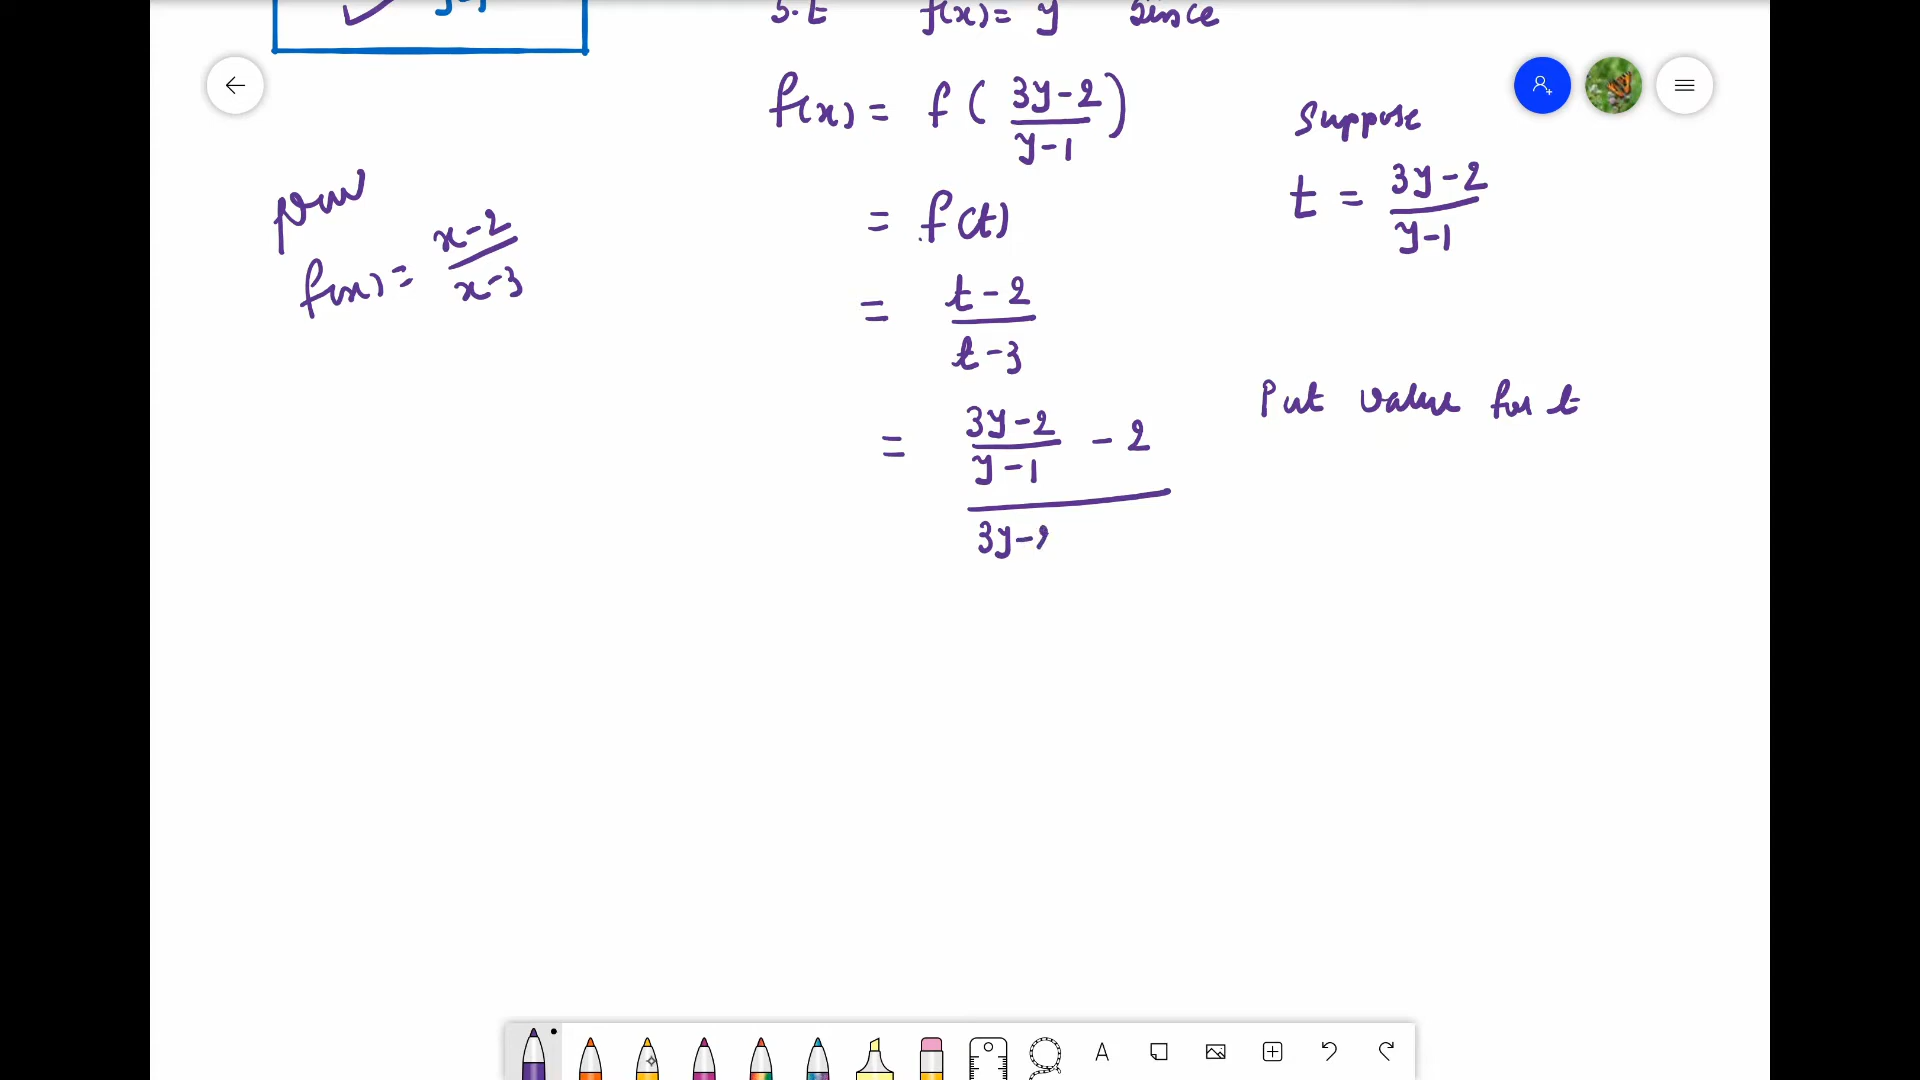 S.t f(x) = y Since
f(x) = f ( (3y-2)/(y-1) )
Suppose
t = (3y-2)/(y-1)
= f(t)
Now
f(x) = (x-2)/(x-3)
= (t-2)/(t-3)
Put value for t
= ((3y-2)/(y-1) - 2)/(3y-2
A